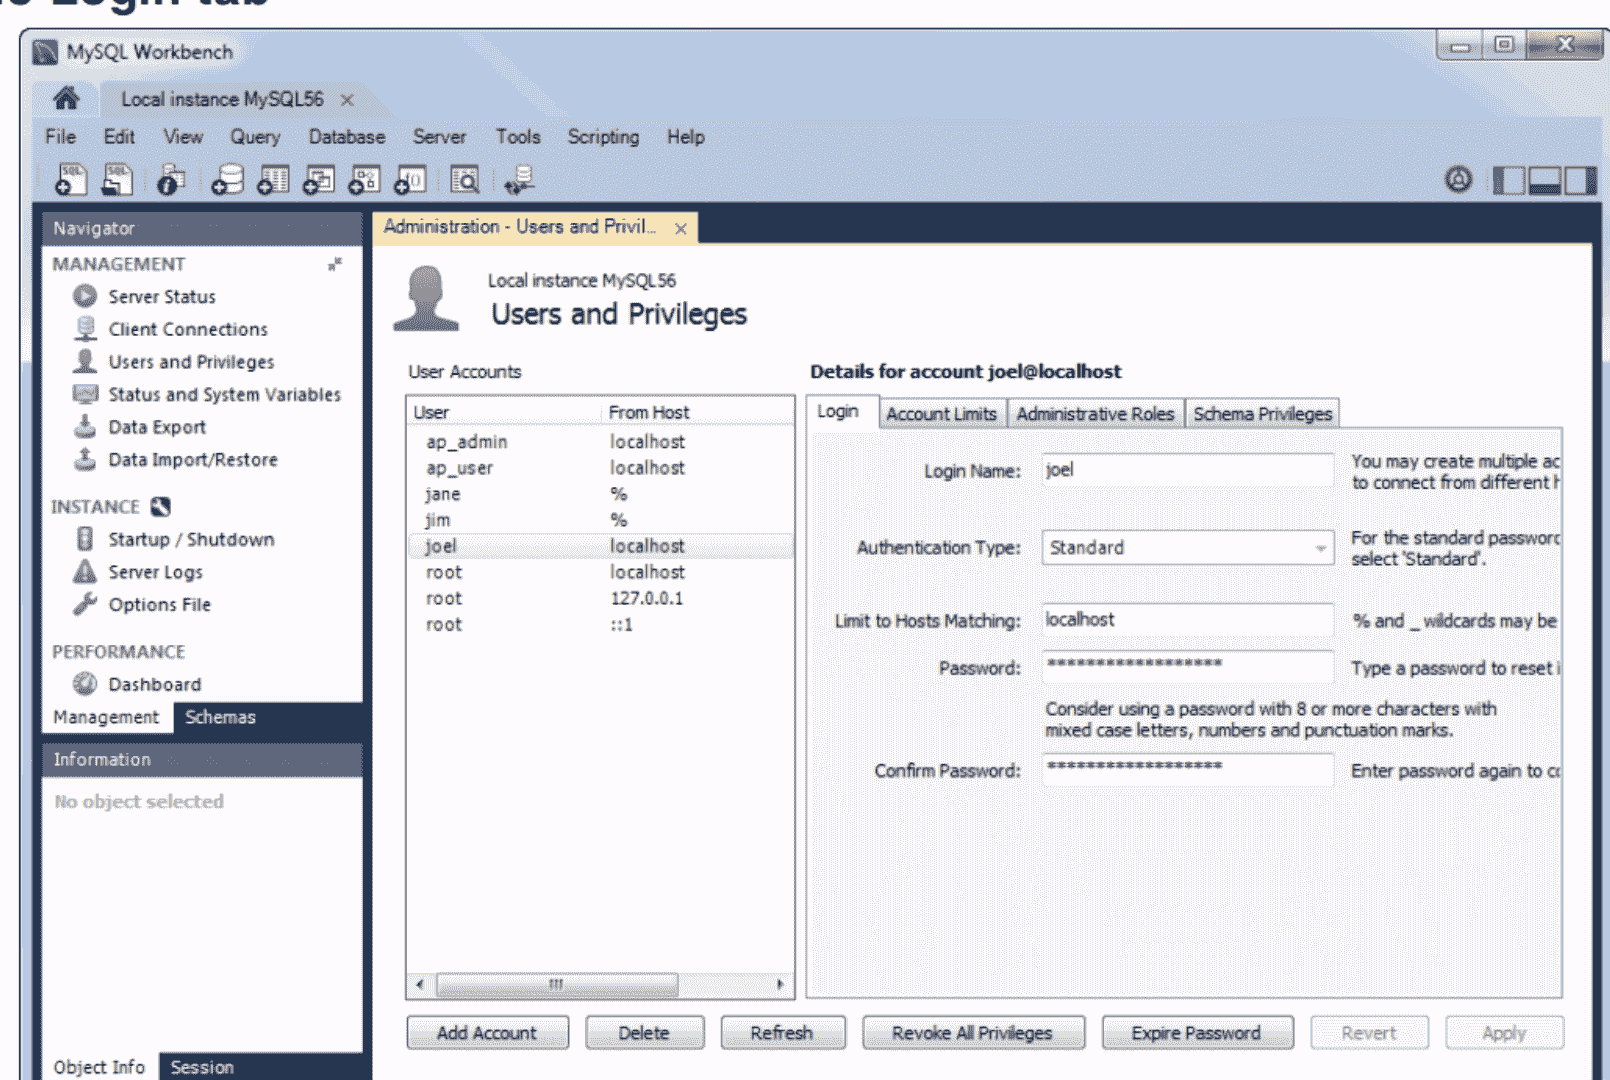 Login tab
MySQL Workbench
Local instance MySQL56
File Edit View Query Database Server Tools Scripting Help
Navigator
MANAGEMENT
Server Status
Client Connections
Users and Privileges
Status and System Variables
Data Export
Data Import/Restore
INSTANCE
Startup / Shutdown
Server Logs
Options File
PERFORMANCE
Dashboard
Management Schemas
Information
No object selected
Object Info Session
Administration - Users and Privil...
Local instance MySQL56
Users and Privileges
User Accounts
User From Host
ap_admin localhost
ap_user localhost
jane %
jim %
joel localhost
root localhost
root 127.0.0.1
root ::1
Details for account joel@localhost
Login Account Limits Administrative Roles Schema Privileges
Login Name: joel
You may create multiple ac
to connect from different h
Authentication Type: Standard
For the standard password
select 'Standard'.
Limit to Hosts Matching: localhost % and _ wildcards may be
Password: ****************** Type a password to reset i
Consider using a password with 8 or more characters with
mixed case letters, numbers and punctuation marks.
Confirm Password: ****************** Enter password again to co
Add Account Delete Refresh Revoke All Privileges Expire Password Revert Apply